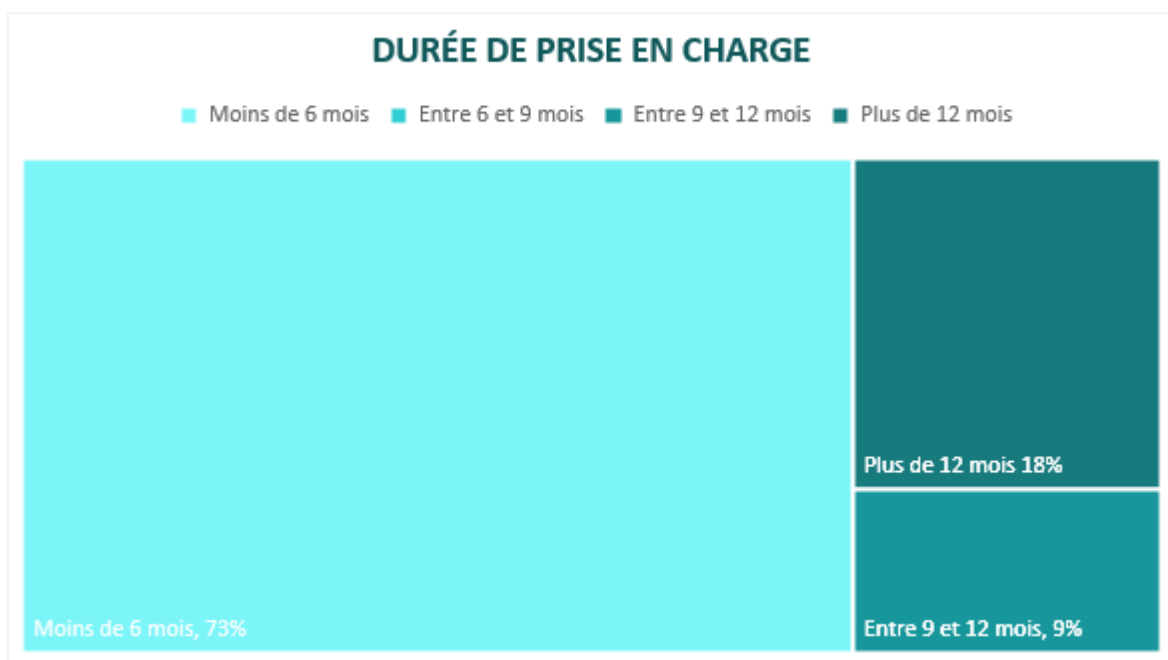 DURÉE DE PRISE EN CHARGE
Moins de 6 mois Entre 6 et 9 mois Entre 9 et 12 mois Plus de 12 mois
Plus de 12 mois 18%
Moins de 6 mois, 73%
Entre 9 et 12 mois, 9%